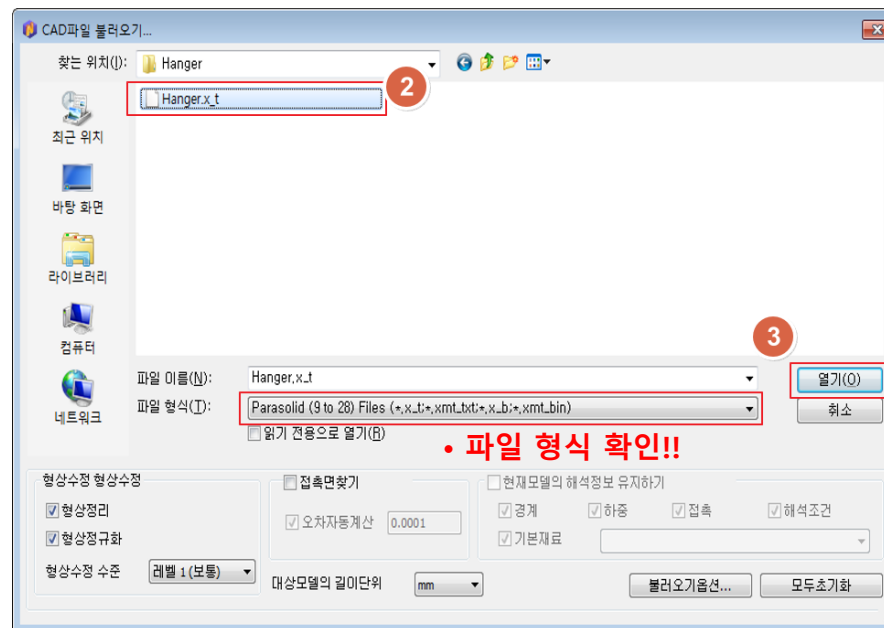 CAD파일 불러오기...
찾는 위치(I): Hanger
2
Hanger.x_t
최근 위치
바탕 화면
라이브러리
컴퓨터
네트워크
3
파일 이름(N): Hanger.x_t 열기(O)
파일 형식(T): Parasolid (9 to 28) Files (*.x_t;*.xmt_txt;*.x_b;*.xmt_bin) 취소
읽기 전용으로 열기(R)
• 파일 형식 확인!!
형상수정 형상수정 접촉면찾기 현재모델의 해석정보 유지하기
형상정리 오차자동계산 0.0001 경계 하중 접촉 해석조건
형상정규화 기본재료
형상수정 수준 레벨 1 (보통) 대상모델의 길이단위 mm 불러오기옵션... 모두초기화